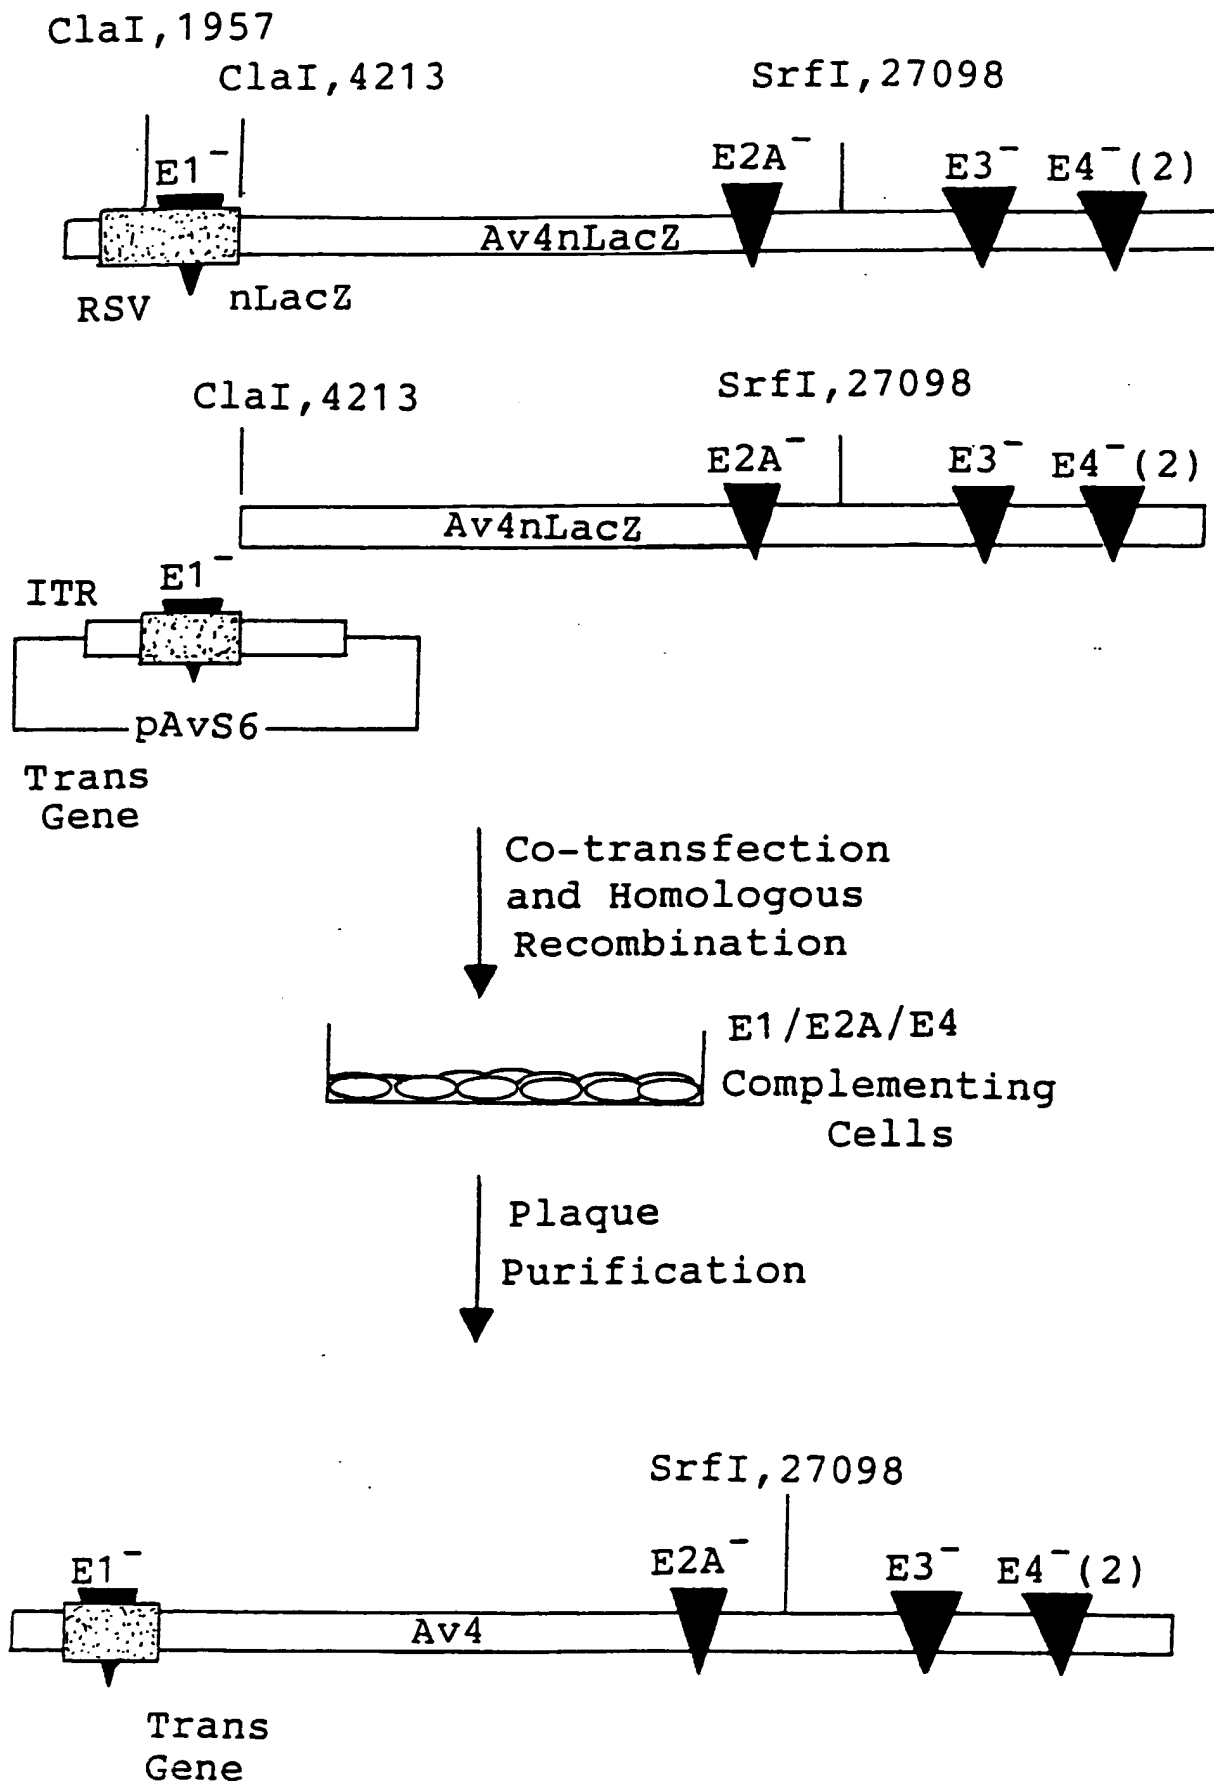 ClaI,1957
ClaI,4213
SrfI,27098
E1⁻
E2A⁻
E3⁻
E4⁻(2)
Av4nLacZ
RSV
nLacZ
ClaI,4213
SrfI,27098
E2A⁻
E3⁻
E4⁻(2)
Av4nLacZ
ITR
E1⁻
pAvS6
Trans
Gene
Co-transfection
and Homologous
Recombination
E1/E2A/E4
Complementing
Cells
Plaque
Purification
SrfI,27098
E1⁻
E2A⁻
E3⁻
E4⁻(2)
Av4
Trans
Gene